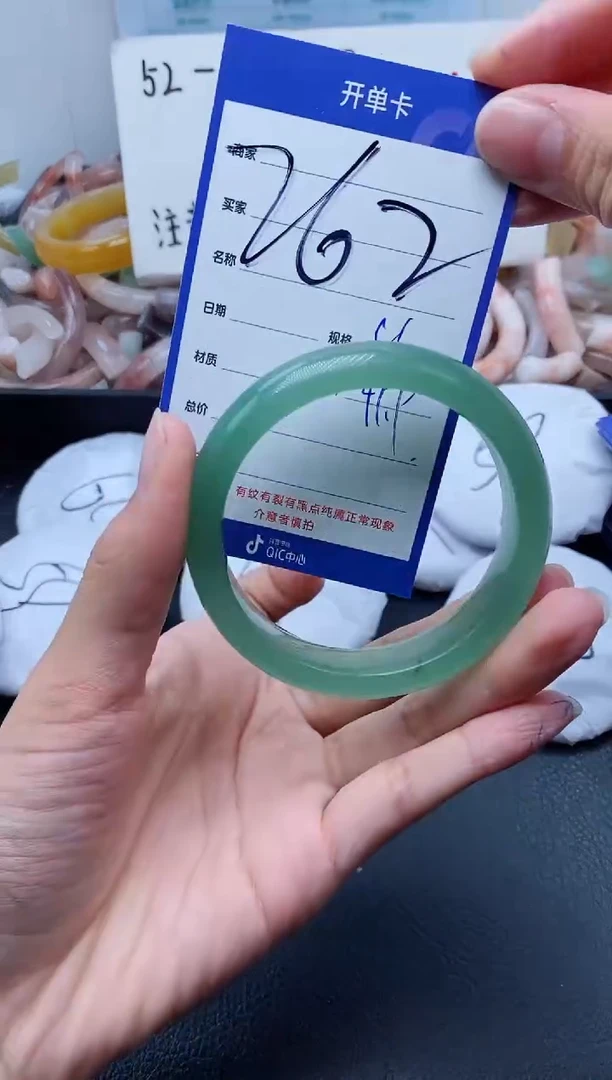 52-
注
开单卡
商家
262
买家
名称
日期
规格
材质
总价
有纹有裂有黑点纯属正常现象
介意者慎拍
QIC中心